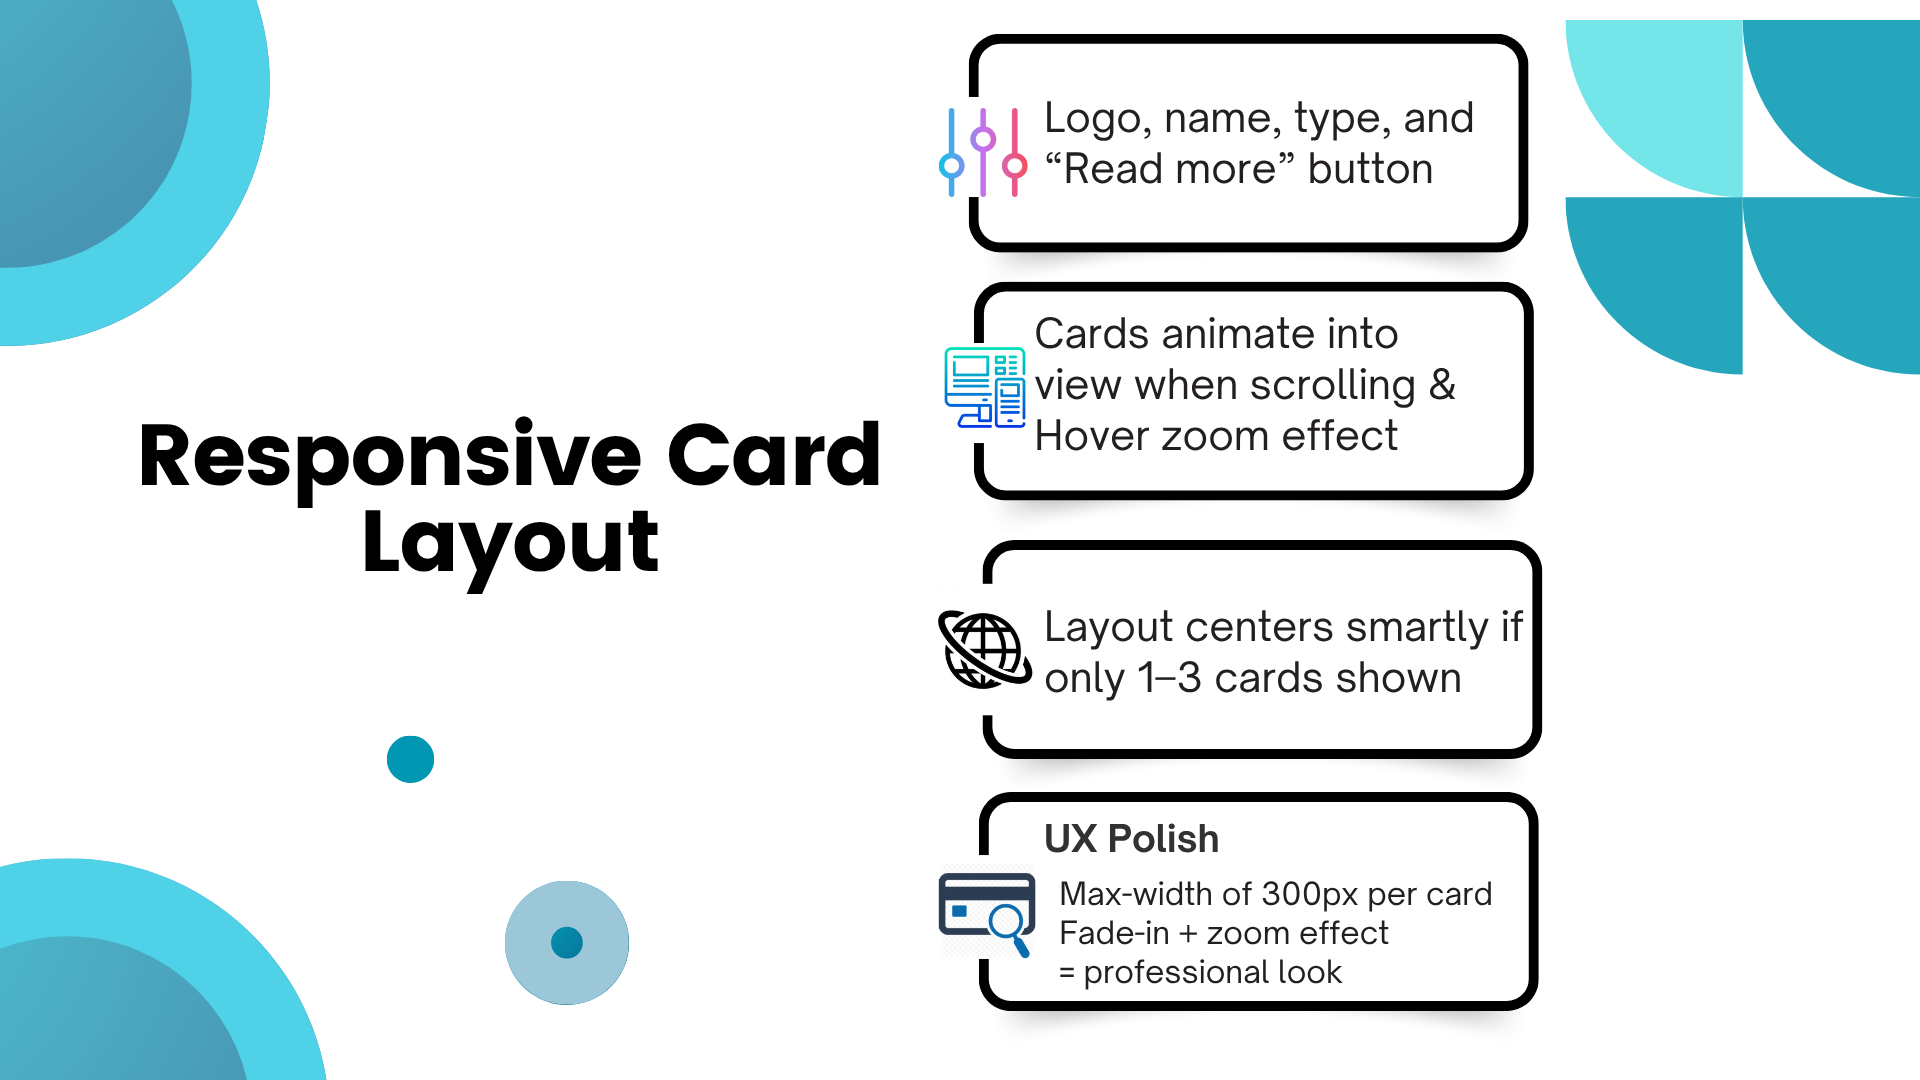 Responsive Card
Layout
Logo, name, type, and
“Read more” button
Cards animate into
view when scrolling &
Hover zoom effect
Layout centers smartly if
only 1–3 cards shown
UX Polish
Max-width of 300px per card
Fade-in + zoom effect
= professional look